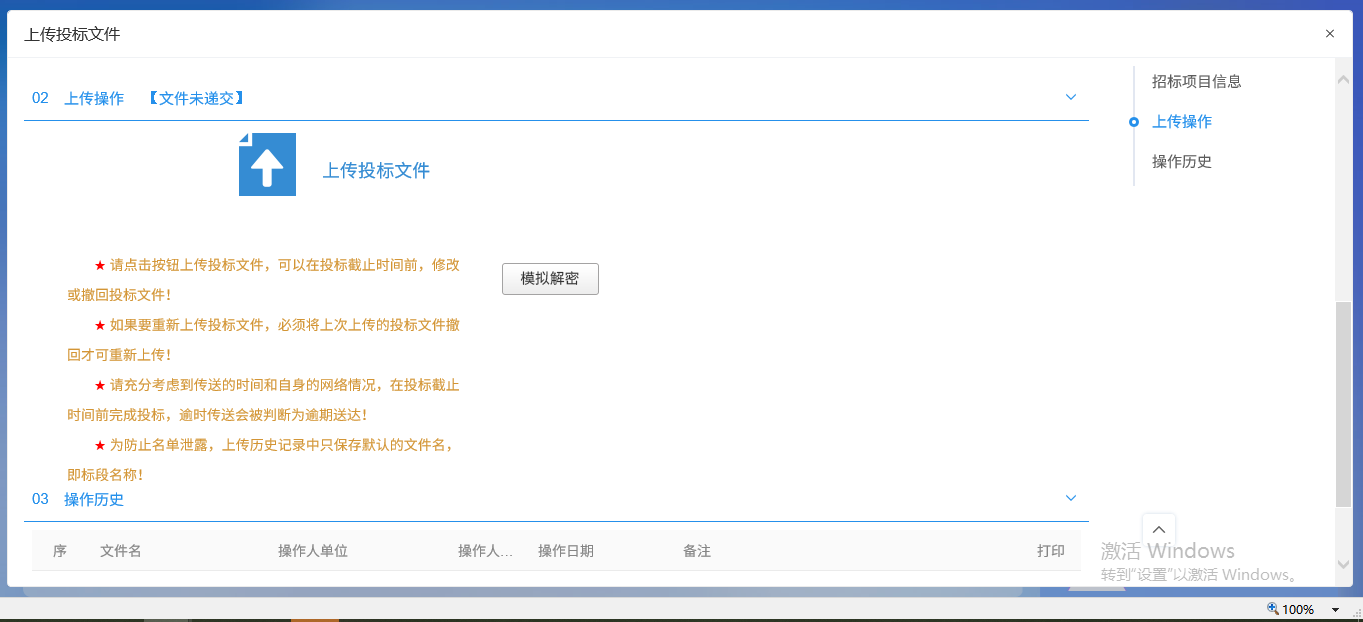 上传投标文件
×
02 上传操作 【文件未递交】
招标项目信息
上传操作
操作历史
上传投标文件
★ 请点击按钮上传投标文件，可以在投标截止时间前，修改
或撤回投标文件！
模拟解密
★ 如果要重新上传投标文件，必须将上次上传的投标文件撤
回才可重新上传！
★ 请充分考虑到传送的时间和自身的网络情况，在投标截止
时间前完成投标，逾时传送会被判断为逾期送达！
★ 为防止名单泄露，上传历史记录中只保存默认的文件名，
即标段名称！
03 操作历史
序 文件名 操作人单位 操作人... 操作日期 备注 打印
激活 Windows
转到“设置”以激活 Windows。
100%